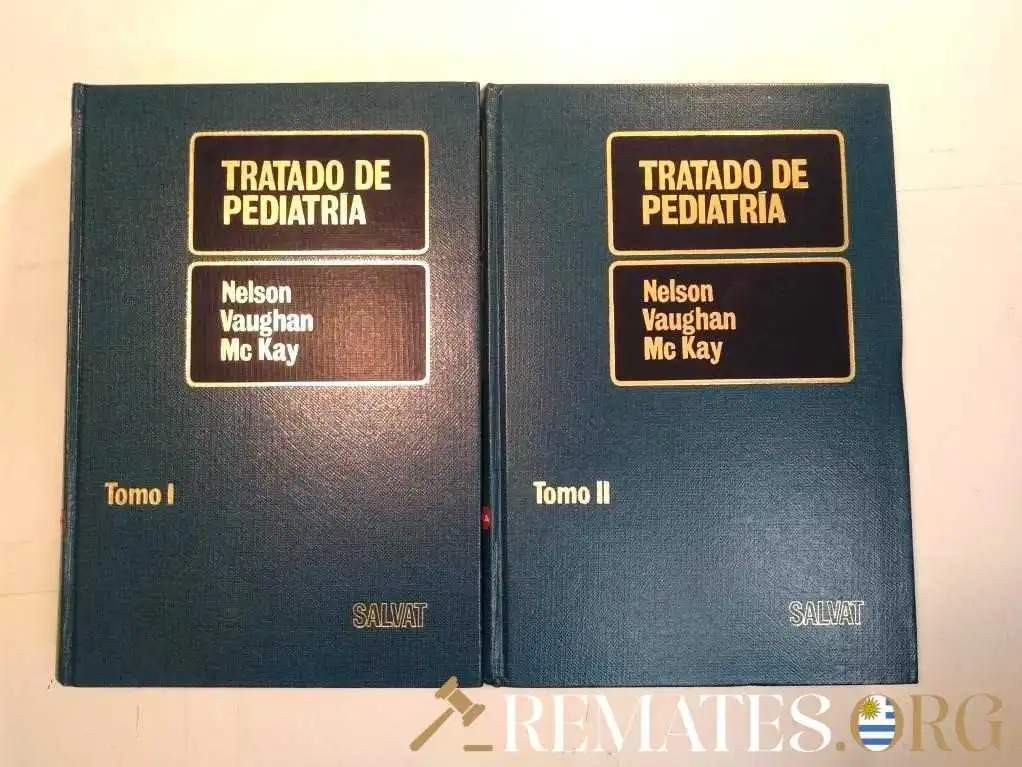 TRATADO DE
PEDIATRÍA
Nelson
Vaughan
Mc Kay
Tomo I
SALVAT
TRATADO DE
PEDIATRÍA
Nelson
Vaughan
Mc Kay
Tomo II
SALVAT
REMATES.ORG